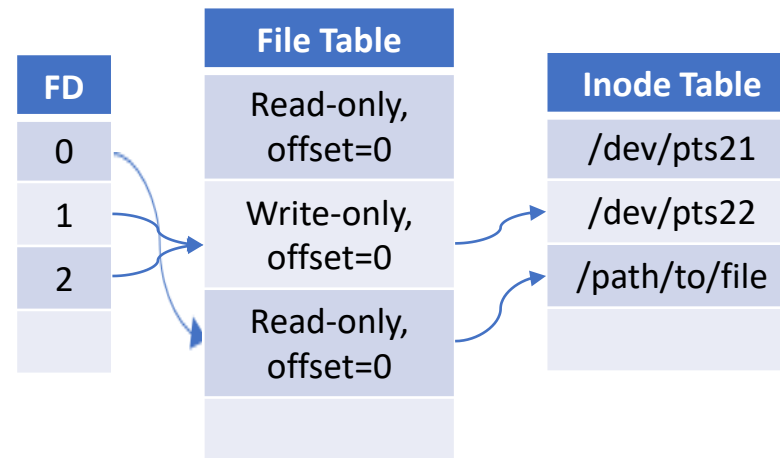 FD
0
1
2
File Table
Read-only,
offset=0
Write-only,
offset=0
Read-only,
offset=0
Inode Table
/dev/pts21
/dev/pts22
/path/to/file